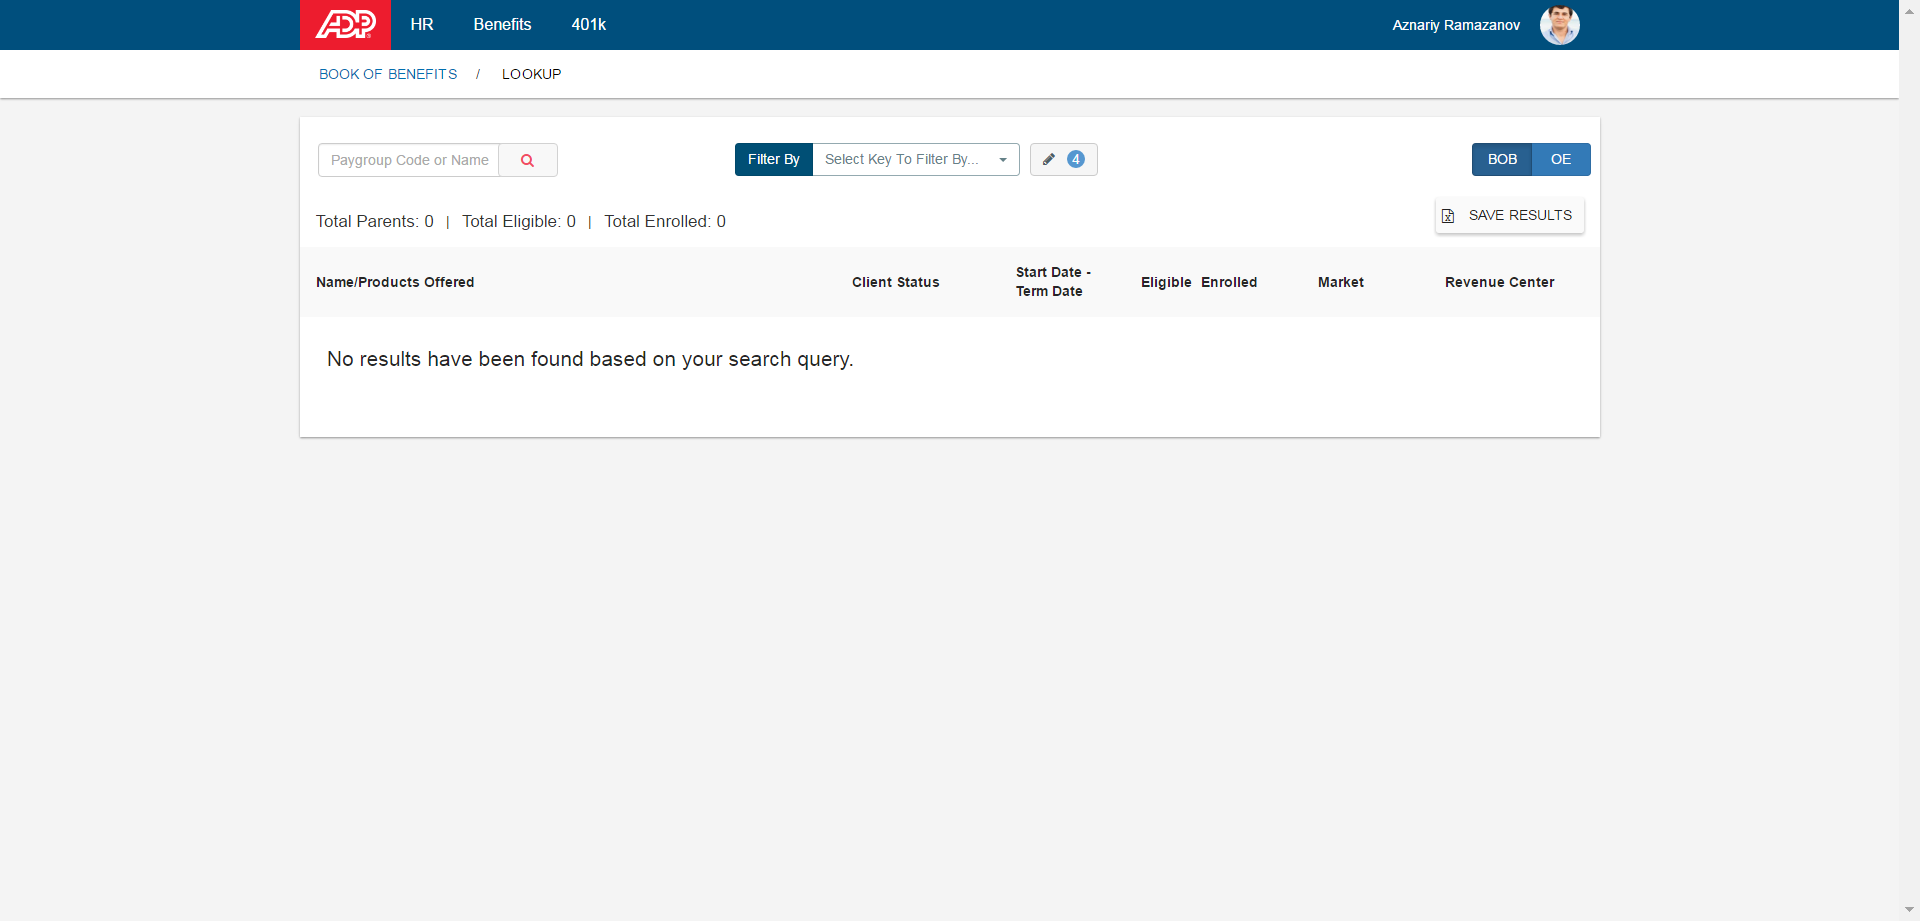 ADP HR Benefits 401k Aznariy Ramazanov
BOOK OF BENEFITS / LOOKUP
Paygroup Code or Name Filter By Select Key To Filter By... 4 BOB OE
Total Parents: 0 | Total Eligible: 0 | Total Enrolled: 0 SAVE RESULTS
Name/Products Offered Client Status Start Date - Term Date Eligible Enrolled Market Revenue Center
No results have been found based on your search query.